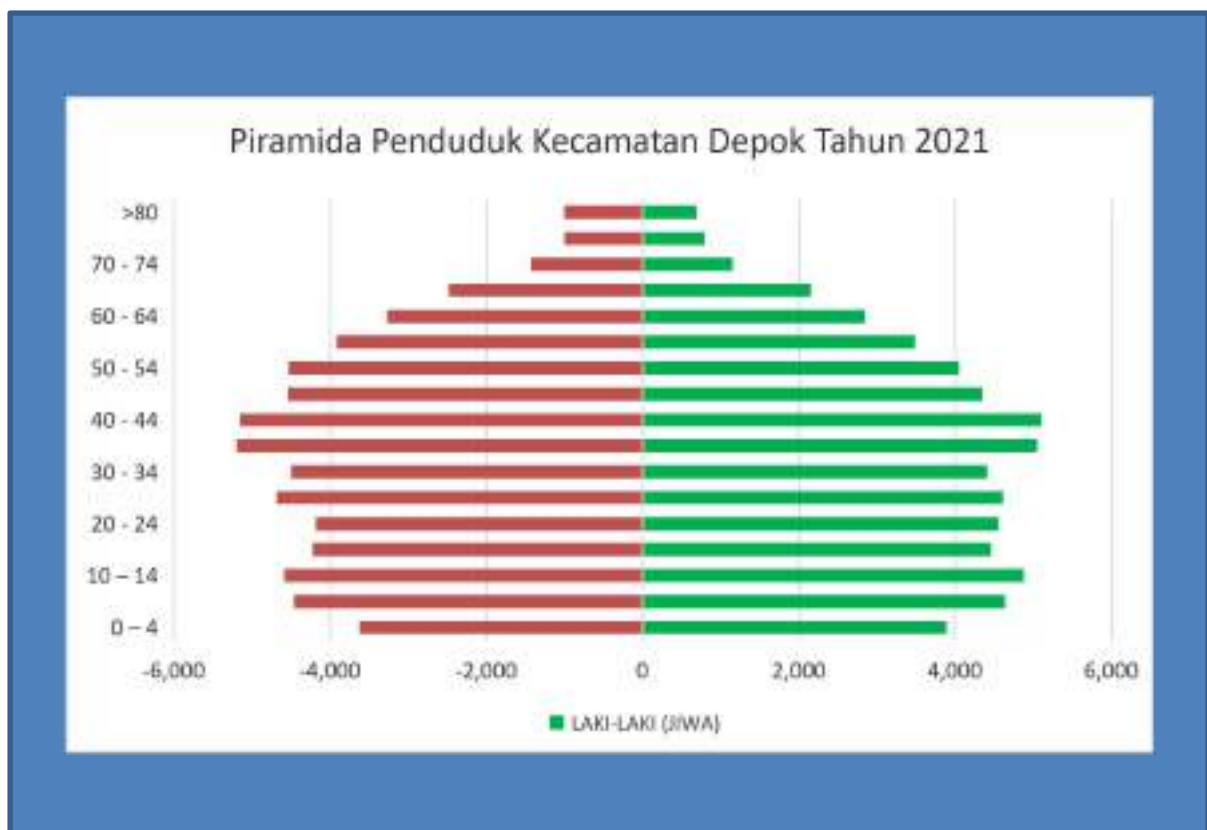 Piramida Penduduk Kecamatan Depok Tahun 2021
>80
70 - 74
60 - 64
50 - 54
40 - 44
30 - 34
20 - 24
10 – 14
0 – 4
-6,000 -4,000 -2,000 0 2,000 4,000 6,000
LAKI-LAKI (JIWA)